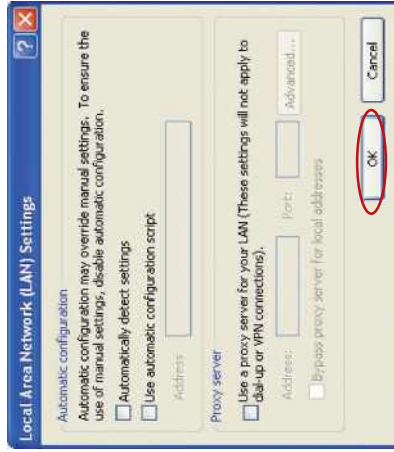 Local Area Network (LAN) Settings
Automatic configuration
Automatic configuration may override manual settings. To ensure the
use of manual settings, disable automatic configuration.
Automatically detect settings
Use automatic configuration script
Address
Proxy server
Use a proxy server for your LAN (These settings will not apply to
dial-up or VPN connections).
Address: Port: Advanced...
Bypass proxy server for local addresses
OK Cancel